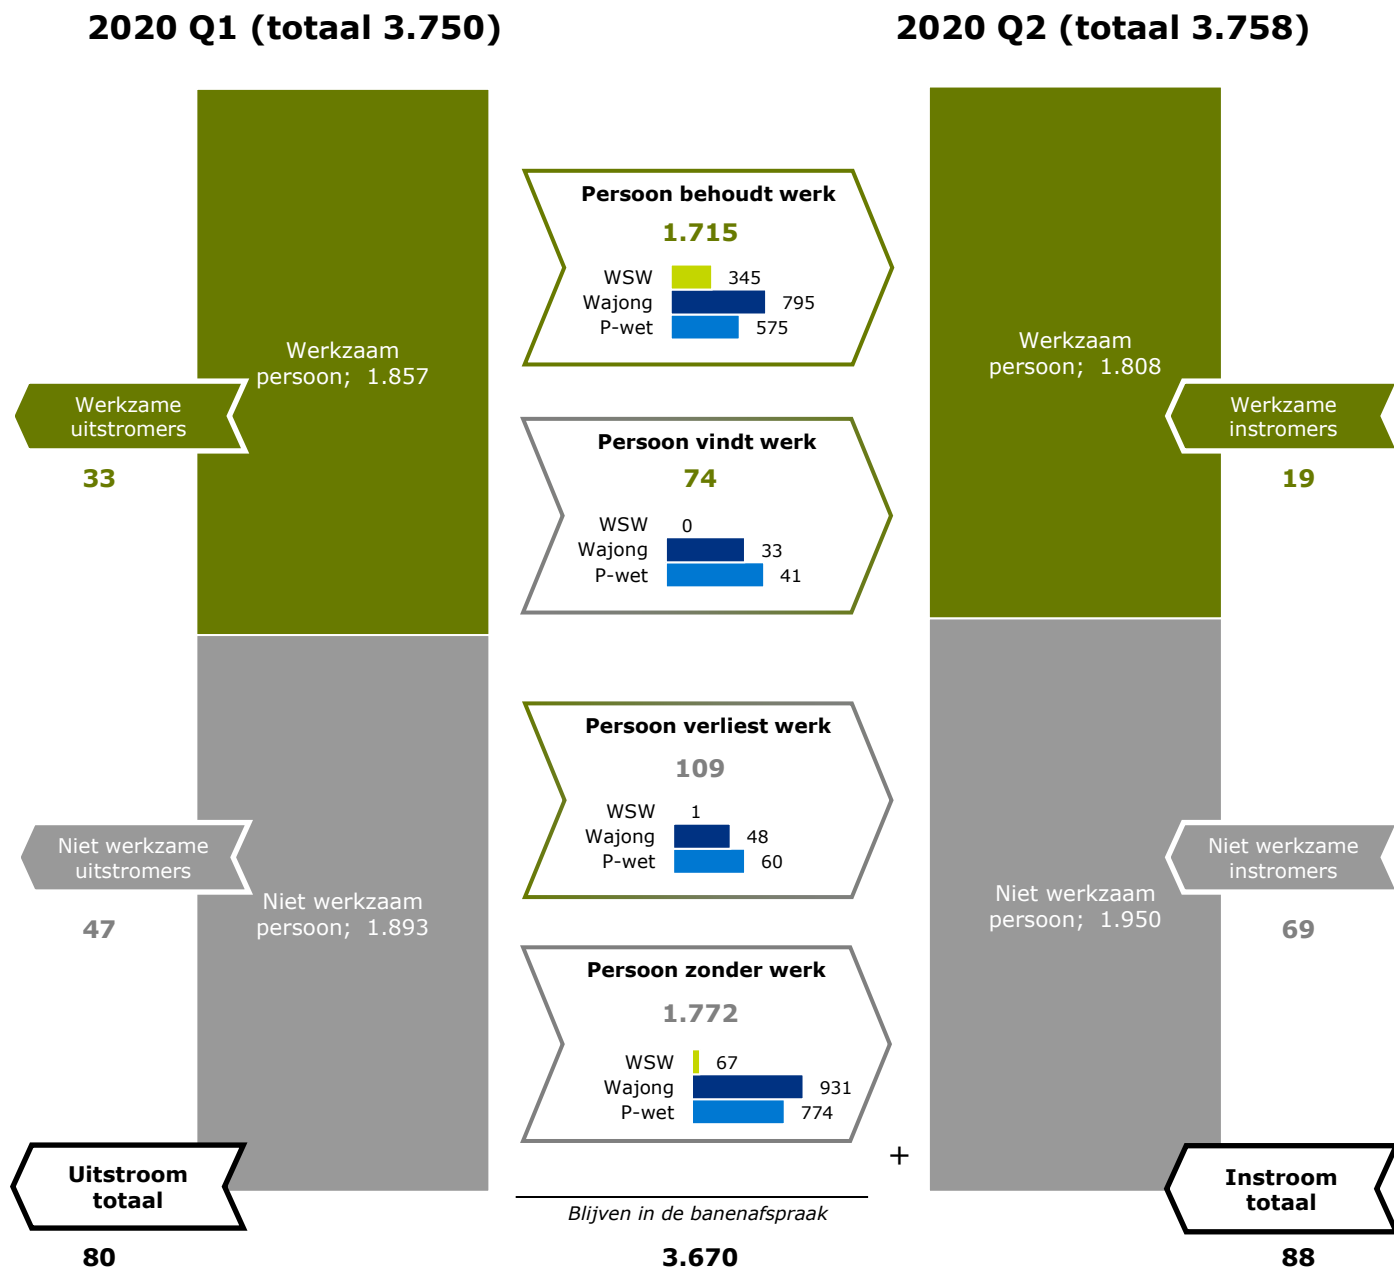 2020 Q1 (totaal 3.750)
2020 Q2 (totaal 3.758)
Werkzaam
persoon; 1.857
Werkzame
uitstromers
33
Niet werkzame
uitstromers
47
Niet werkzaam
persoon; 1.893
Uitstroom
totaal
80
Persoon behoudt werk
1.715
WSW 345
Wajong 795
P-wet 575
Persoon vindt werk
74
WSW 0
Wajong 33
P-wet 41
Persoon verliest werk
109
WSW 1
Wajong 48
P-wet 60
Persoon zonder werk
1.772
WSW 67
Wajong 931
P-wet 774
+
Blijven in de banenafspraak
3.670
Werkzaam
persoon; 1.808
Werkzame
instromers
19
Niet werkzame
instromers
69
Niet werkzaam
persoon; 1.950
Instroom
totaal
88